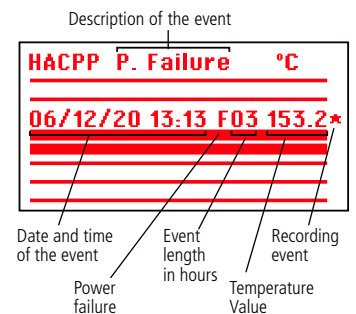 Description of the event
HACPP P. Failure °C
06/12/20 13:13 F03 153.2*
Date and time
of the event
Event
length
in hours
Recording
event
Power
failure
Temperature
Value